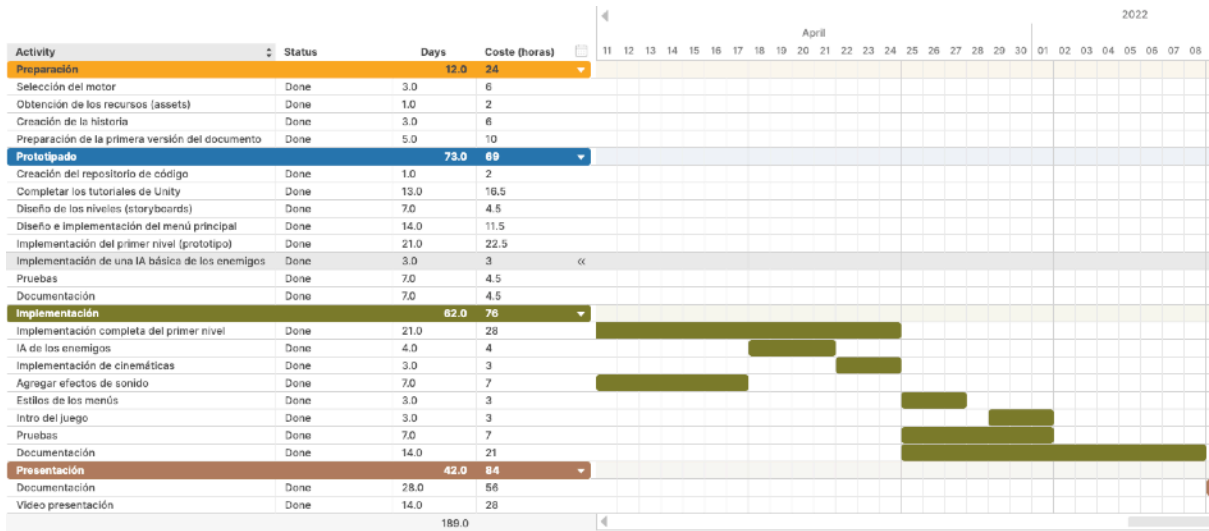 2022
April
Activity Status Days Coste (horas) 11 12 13 14 15 16 17 18 19 20 21 22 23 24 25 26 27 28 29 30 01 02 03 04 05 06 07 08
Preparación 12.0 24
Selección del motor Done 3.0 6
Obtención de los recursos (assets) Done 1.0 2
Creación de la historia Done 3.0 6
Preparación de la primera versión del documento Done 5.0 10
Prototipado 73.0 69
Creación del repositorio de código Done 1.0 2
Completar los tutoriales de Unity Done 13.0 16.5
Diseño de los niveles (storyboards) Done 7.0 4.5
Diseño e implementación del menú principal Done 14.0 11.5
Implementación del primer nivel (prototipo) Done 21.0 22.5
Implementación de una IA básica de los enemigos Done 3.0 3 «
Pruebas Done 7.0 4.5
Documentación Done 7.0 4.5
Implementación 62.0 76
Implementación completa del primer nivel Done 21.0 28
IA de los enemigos Done 4.0 4
Implementación de cinemáticas Done 3.0 3
Agregar efectos de sonido Done 7.0 7
Estilos de los menús Done 3.0 3
Intro del juego Done 3.0 3
Pruebas Done 7.0 7
Documentación Done 14.0 21
Presentación 42.0 84
Documentación Done 28.0 56
Video presentación Done 14.0 28
189.0